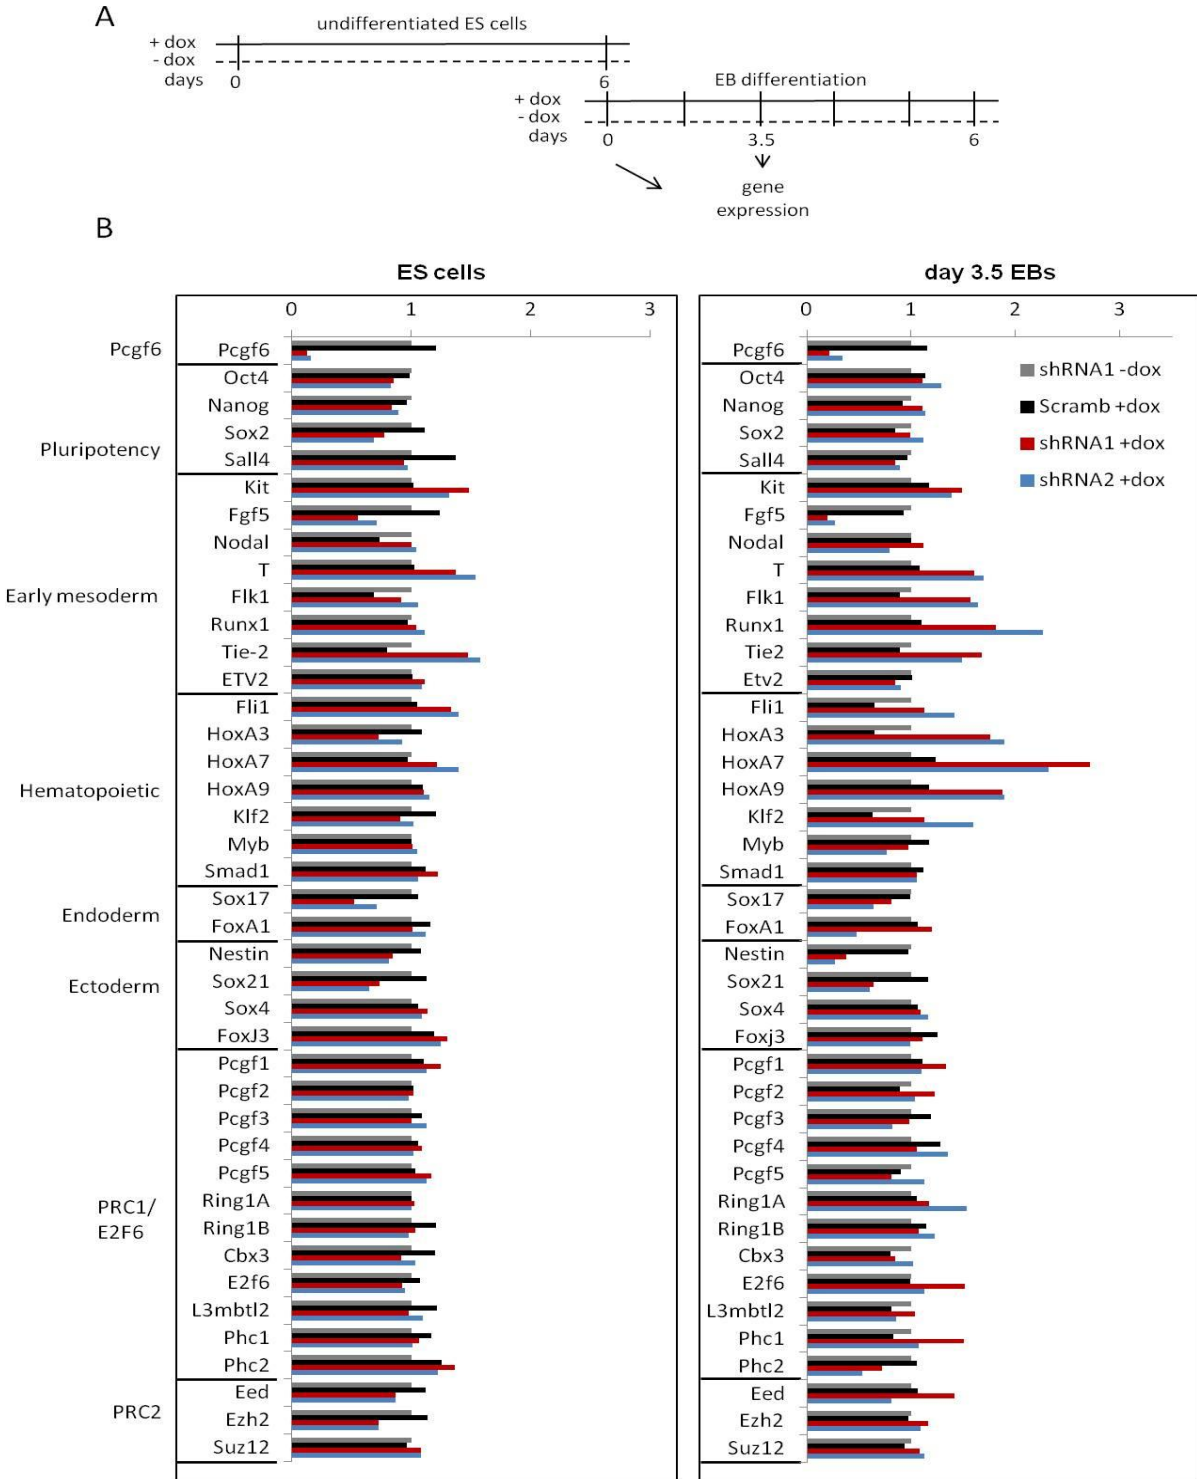 A
undifferentiated ES cells
+ dox
- dox
days
0
6
EB differentiation
+ dox
- dox
days
0
3.5
6
gene
expression
B
ES cells
0
1
2
3
Pcgf6
Pcgf6
Oct4
Nanog
Pluripotency
Sox2
Sall4
Kit
Fgf5
Nodal
Early mesoderm
T
Flk1
Runx1
Tie-2
ETV2
Fli1
HoxA3
HoxA7
Hematopoietic
HoxA9
Klf2
Myb
Smad1
Endoderm
Sox17
FoxA1
Ectoderm
Nestin
Sox21
Sox4
FoxJ3
Pcgf1
Pcgf2
Pcgf3
Pcgf4
Pcgf5
PRC1/
E2F6
Ring1A
Ring1B
Cbx3
E2f6
L3mbtl2
Phc1
Phc2
PRC2
Eed
Ezh2
Suz12
day 3.5 EBs
0
1
2
3
Pcgf6
Oct4
Nanog
Sox2
Sall4
Kit
Fgf5
Nodal
T
Flk1
Runx1
Tie2
Etv2
Fli1
HoxA3
HoxA7
HoxA9
Klf2
Myb
Smad1
Sox17
FoxA1
Nestin
Sox21
Sox4
Foxj3
Pcgf1
Pcgf2
Pcgf3
Pcgf4
Pcgf5
Ring1A
Ring1B
Cbx3
E2f6
L3mbtl2
Phc1
Phc2
Eed
Ezh2
Suz12
shRNA1 -dox
Scramb +dox
shRNA1 +dox
shRNA2 +dox